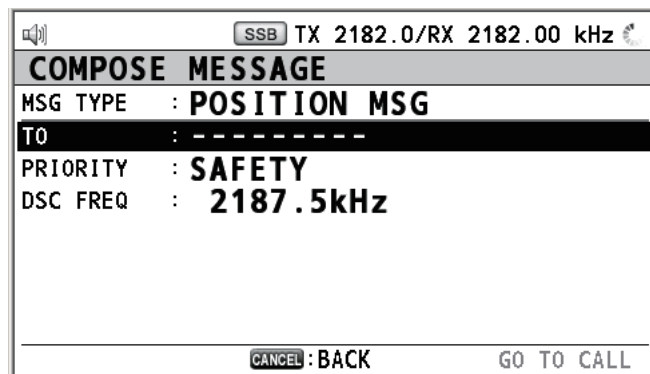 SSB TX 2182.0/RX 2182.00 kHz
COMPOSE MESSAGE
MSG TYPE : POSITION MSG
TO : ---------
PRIORITY : SAFETY
DSC FREQ : 2187.5kHz
CANCEL : BACK GO TO CALL